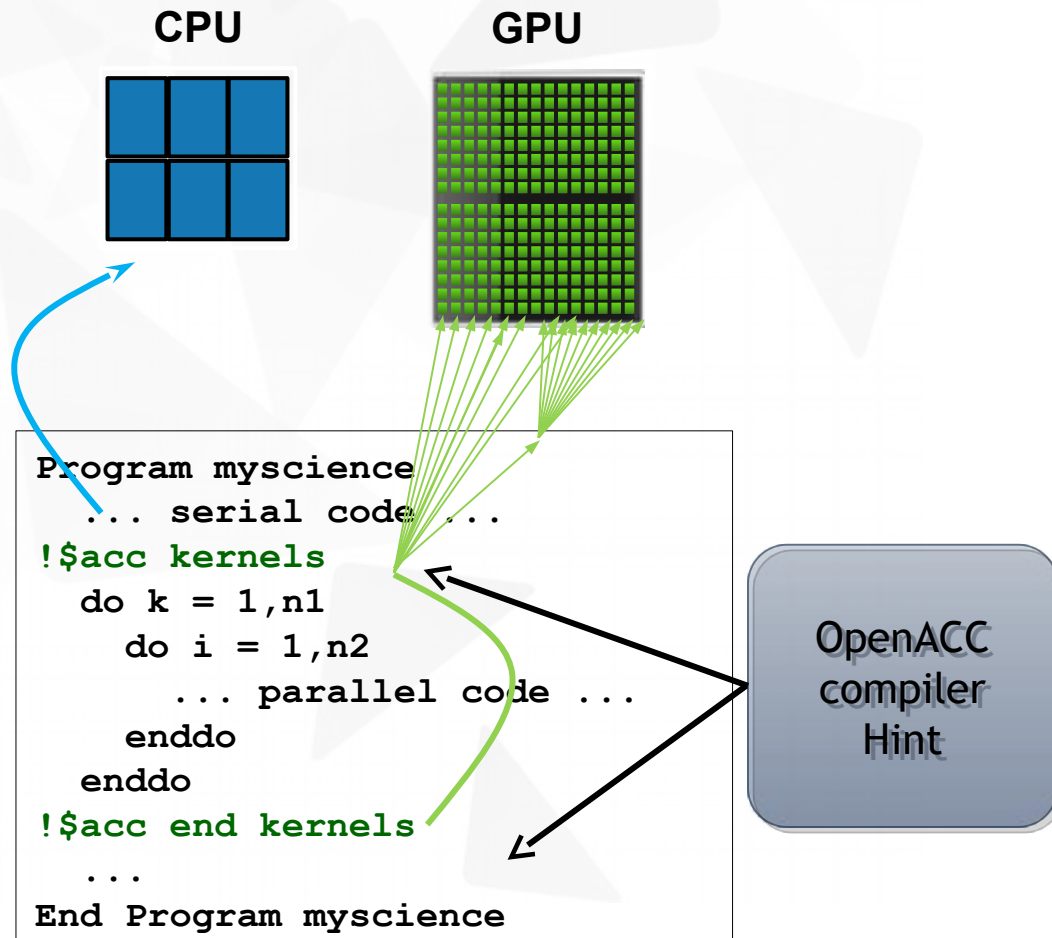 CPU
GPU
Program myscience
... serial code ...
!$acc kernels
do k = 1,n1
do i = 1,n2
... parallel code ...
enddo
enddo
!$acc end kernels
...
End Program myscience
OpenACC
compiler
Hint